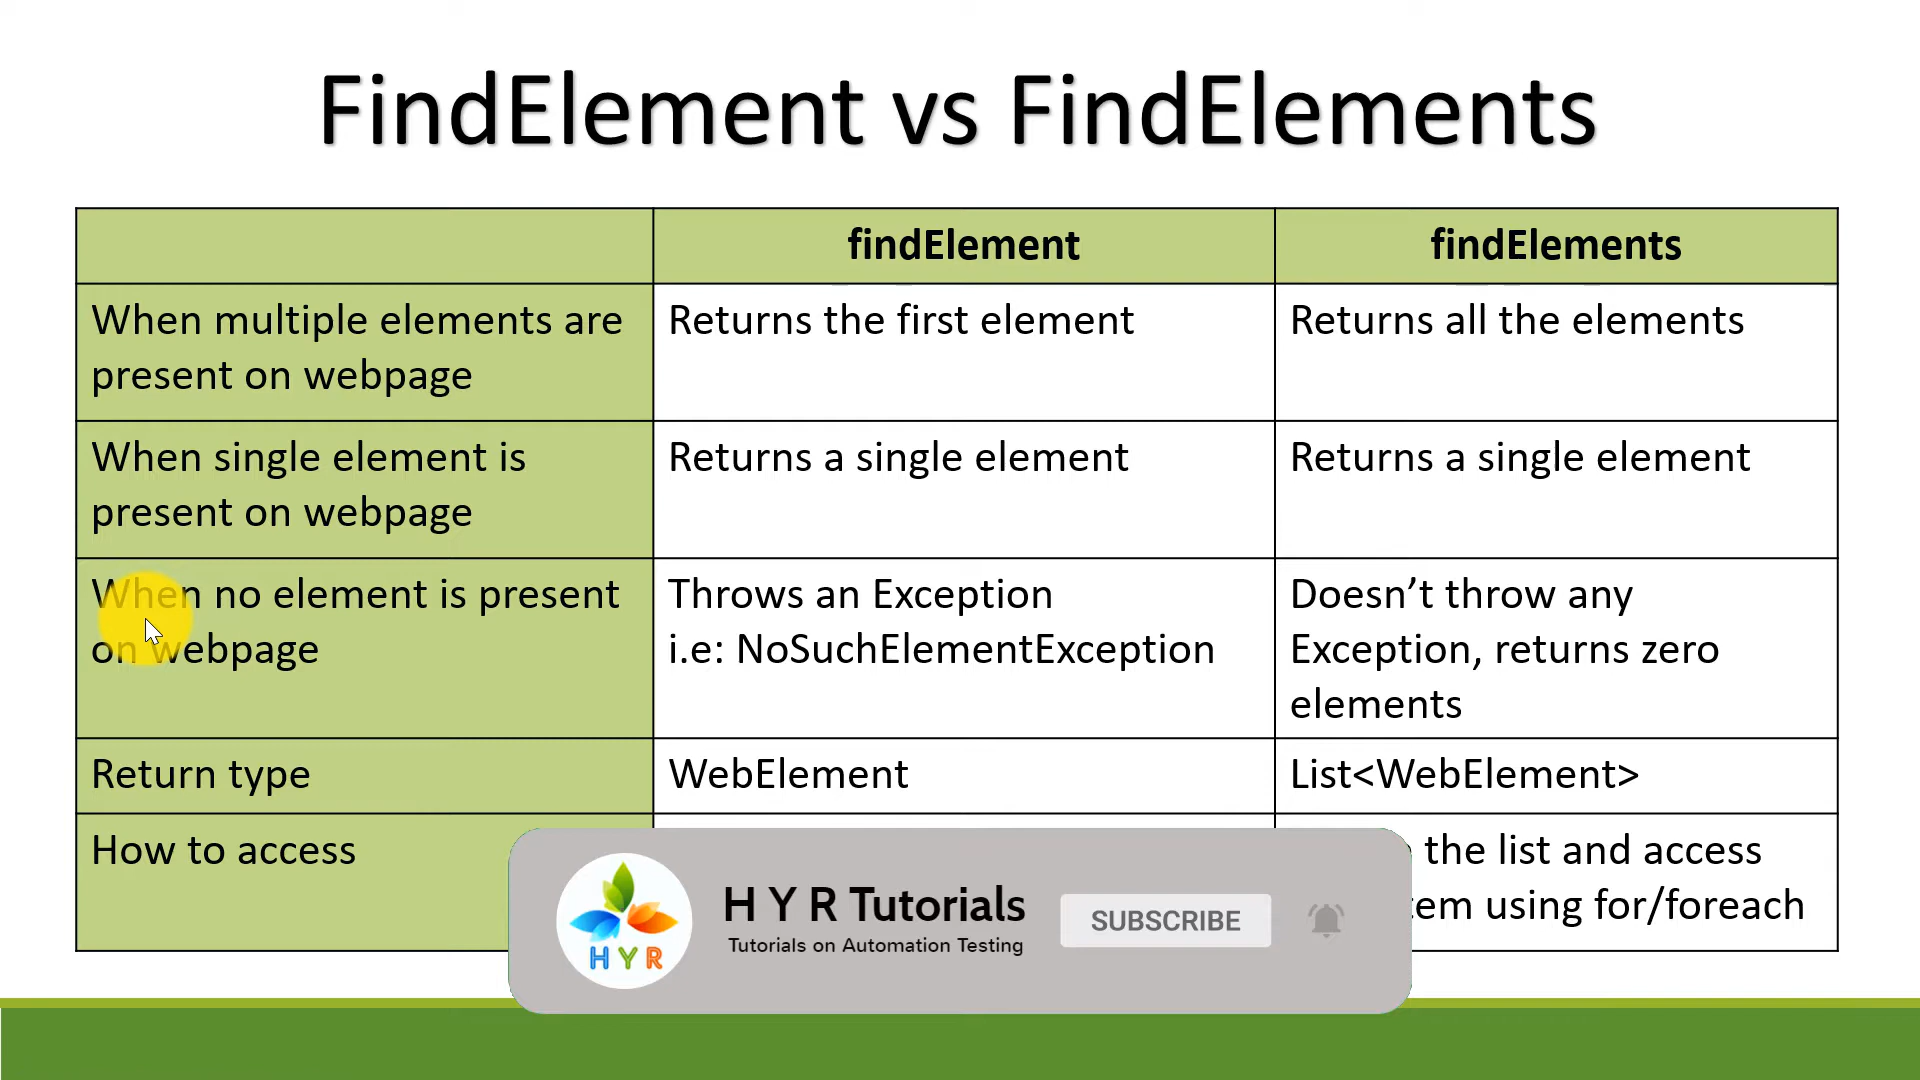 FindElement vs FindElements
findElement
findElements
When multiple elements are
present on webpage
Returns the first element
Returns all the elements
When single element is
present on webpage
Returns a single element
Returns a single element
When no element is present
on webpage
Throws an Exception
i.e: NoSuchElementException
Doesn’t throw any
Exception, returns zero
elements
Return type
WebElement
List<WebElement>
How to access
the list and access
using for/foreach
HYR
H Y R Tutorials
Tutorials on Automation Testing
SUBSCRIBE